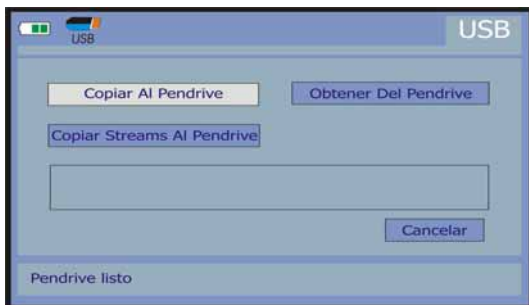 USB
USB
Copiar Al Pendrive
Obtener Del Pendrive
Copiar Streams Al Pendrive
Cancelar
Pendrive listo